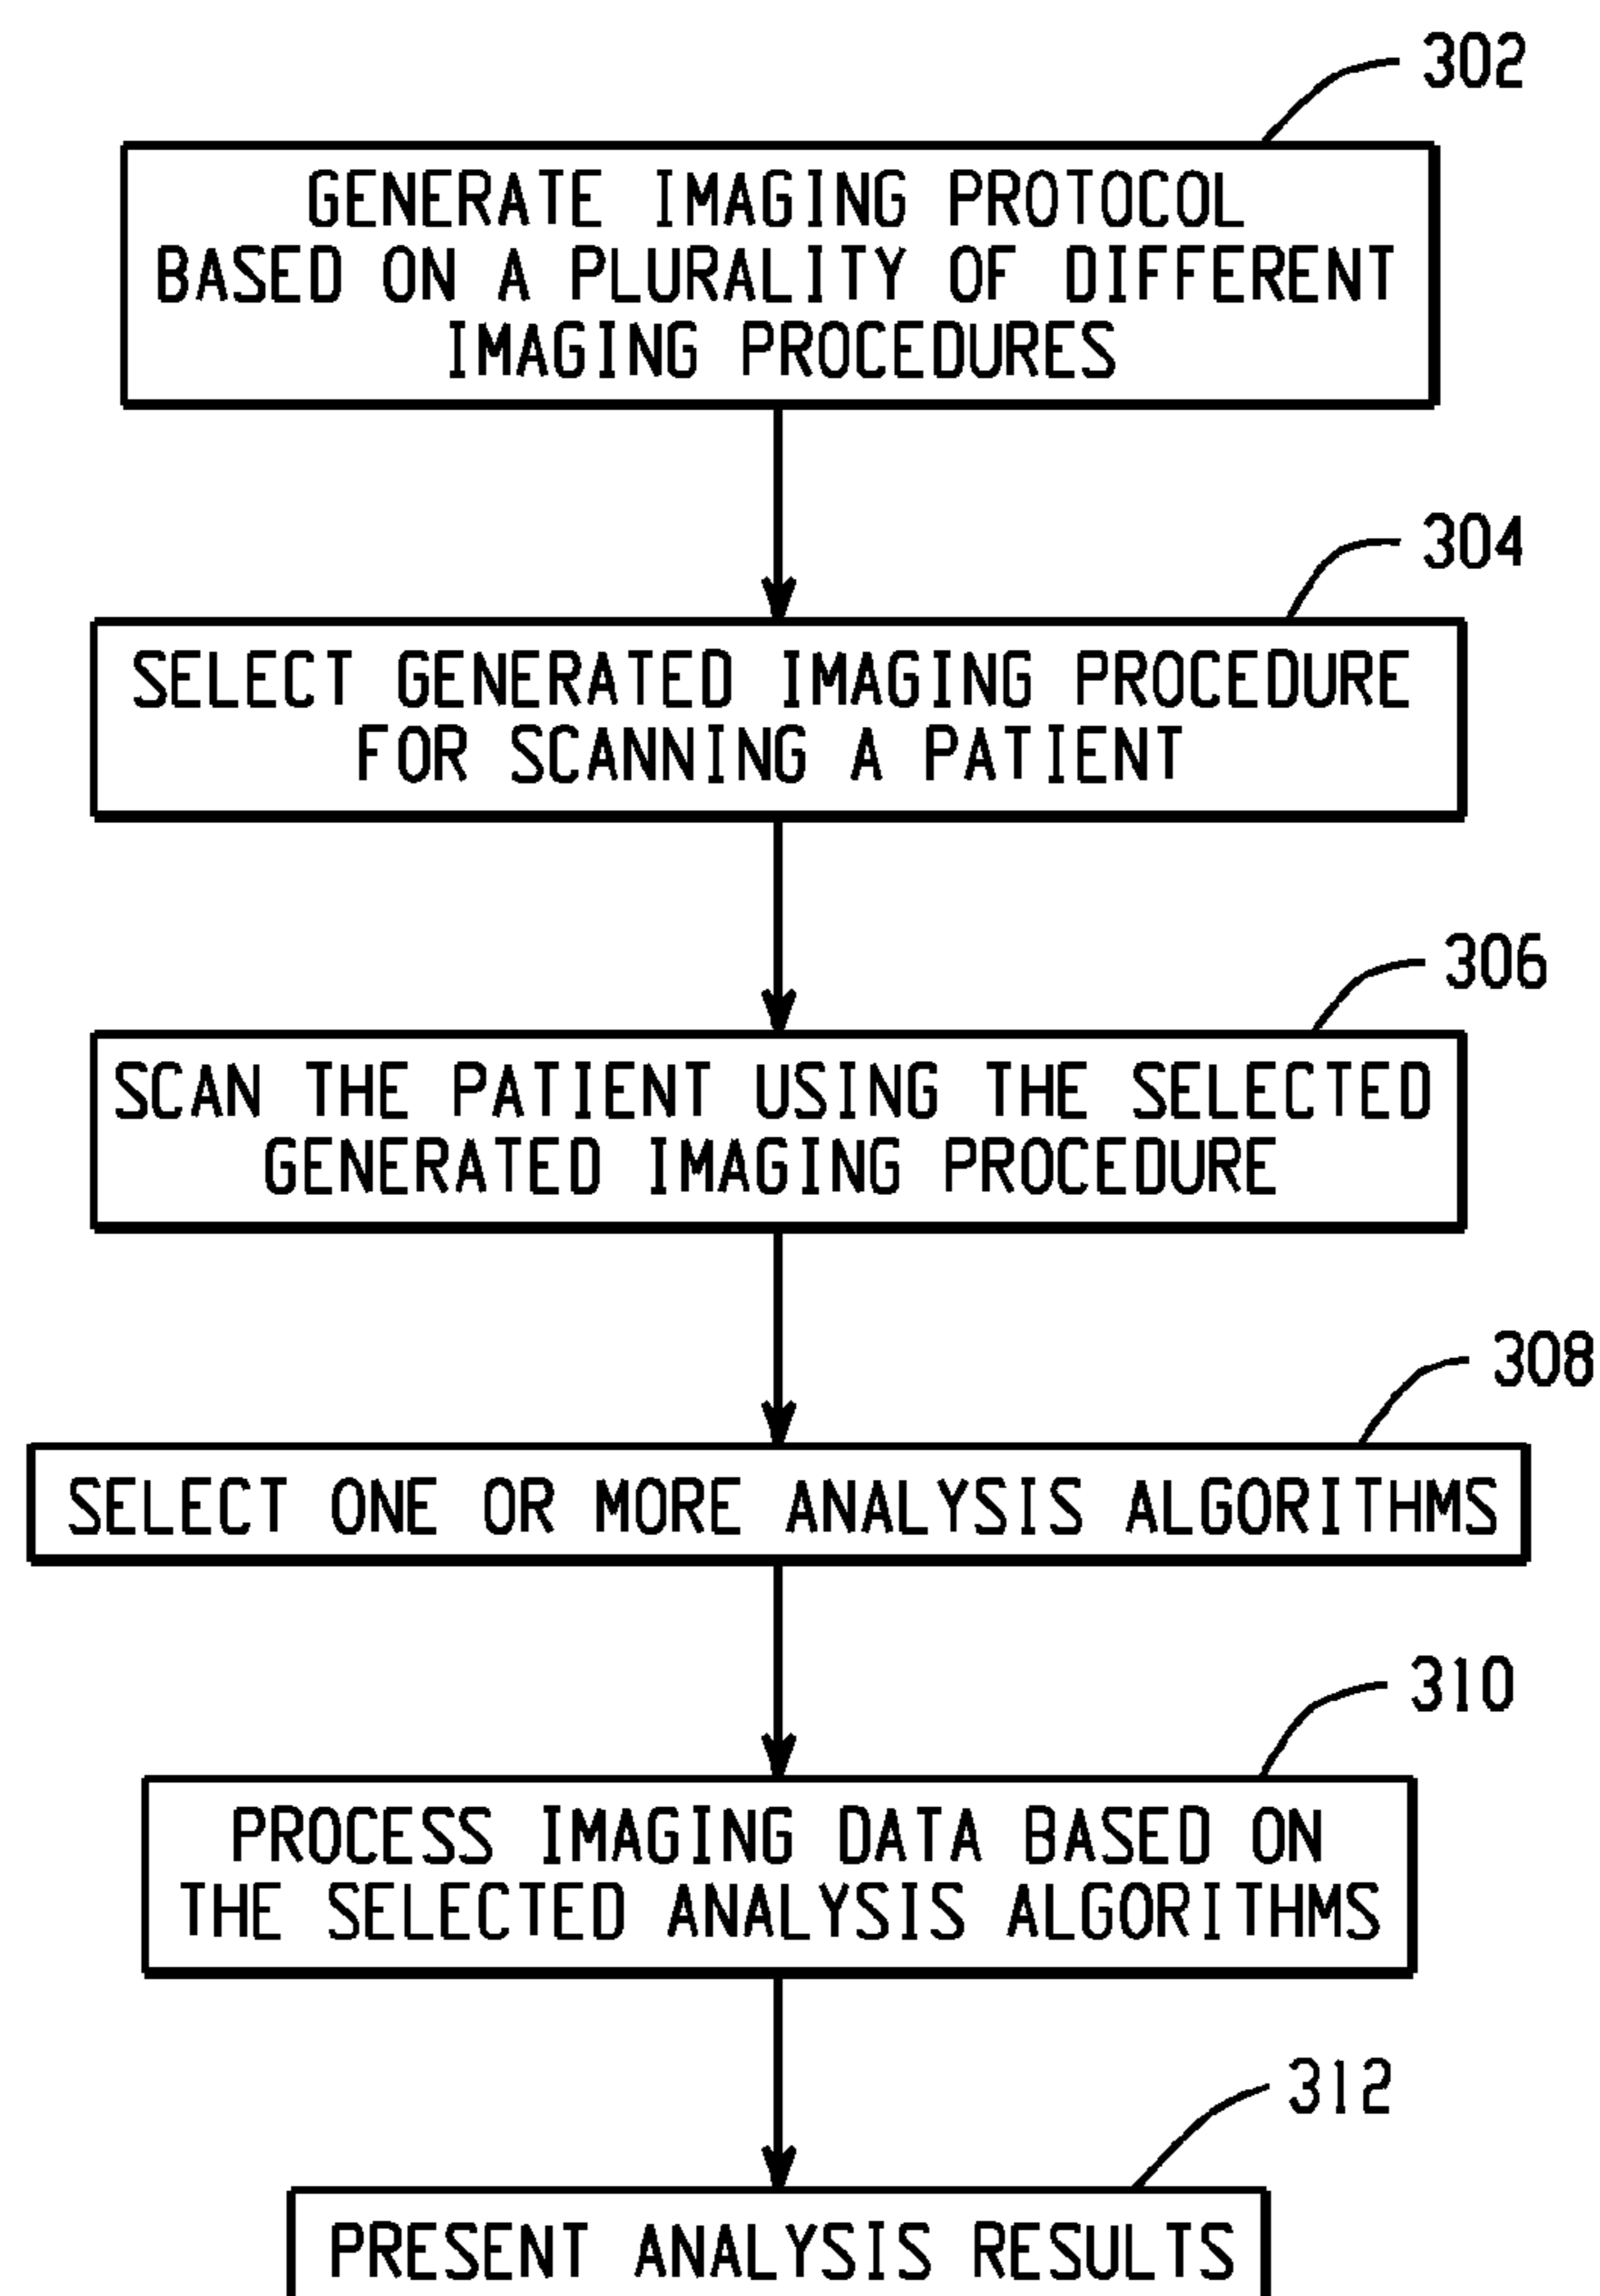 302
GENERATE IMAGING PROTOCOL
BASED ON A PLURALITY OF DIFFERENT
IMAGING PROCEDURES
304
SELECT GENERATED IMAGING PROCEDURE
FOR SCANNING A PATIENT
306
SCAN THE PATIENT USING THE SELECTED
GENERATED IMAGING PROCEDURE
308
SELECT ONE OR MORE ANALYSIS ALGORITHMS
310
PROCESS IMAGING DATA BASED ON
THE SELECTED ANALYSIS ALGORITHMS
312
PRESENT ANALYSIS RESULTS